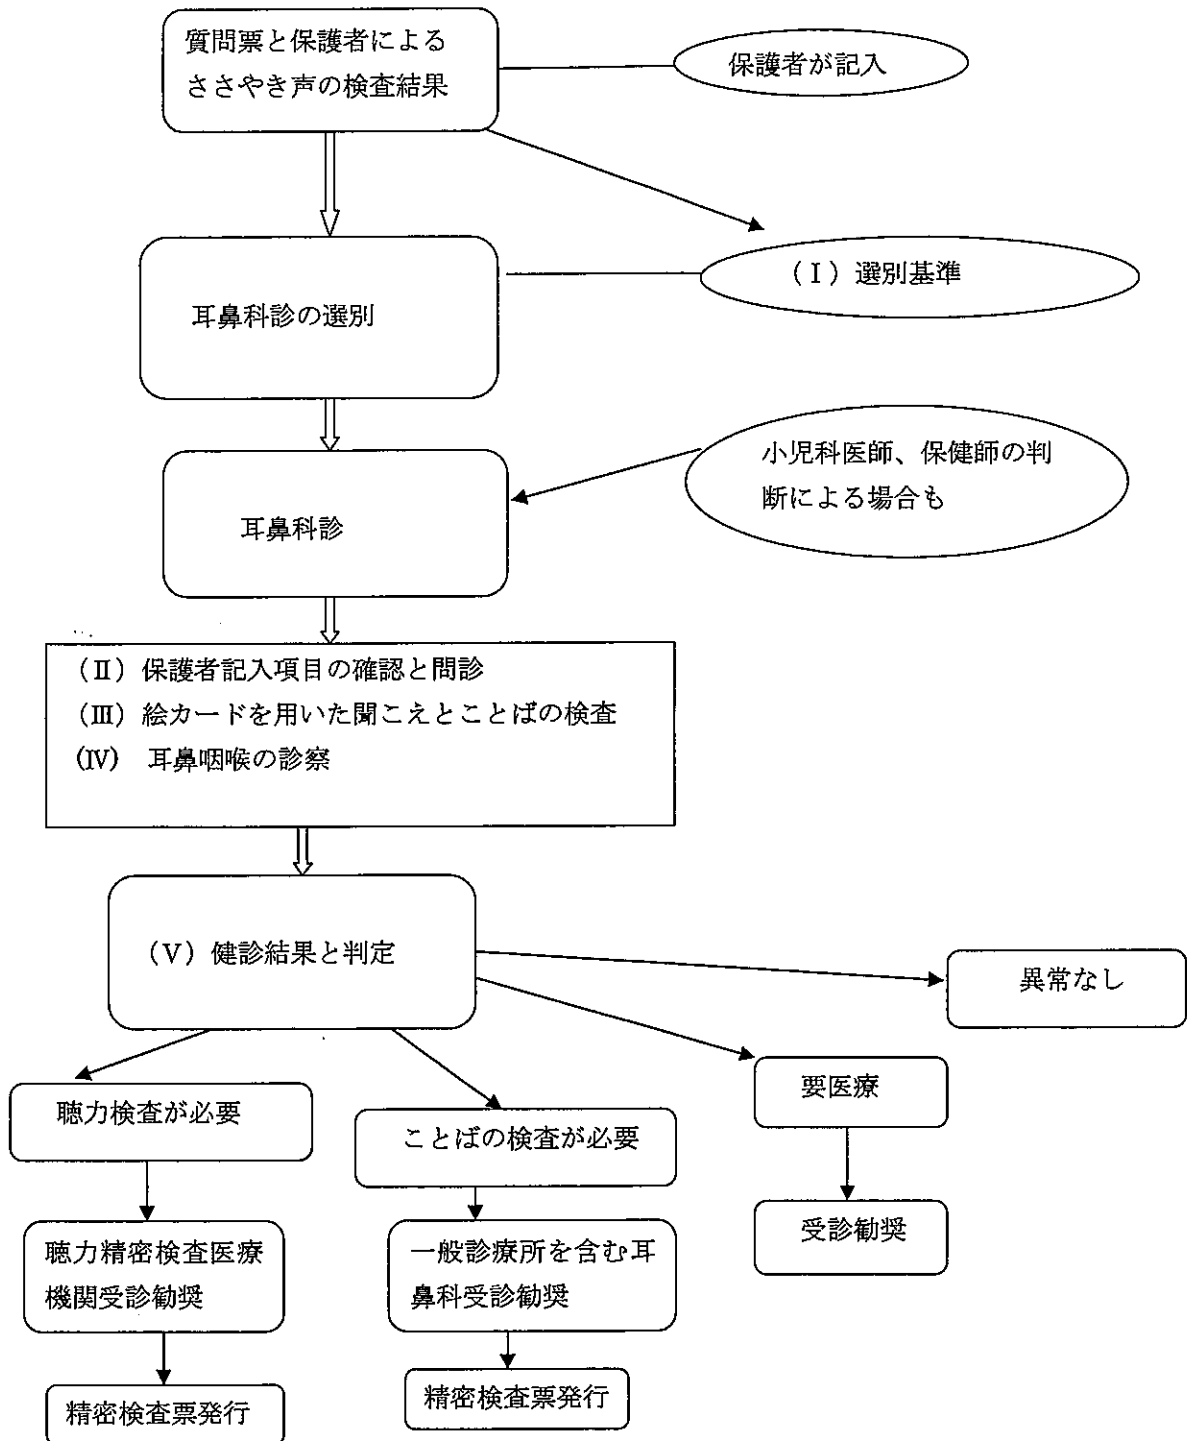 質問票と保護者による
ささやき声の検査結果
保護者が記入
(Ⅰ)選別基準
耳鼻科診の選別
小児科医師、保健師の判
断による場合も
耳鼻科診
(Ⅱ)保護者記入項目の確認と問診
(Ⅲ)絵カードを用いた聞こえとことばの検査
(Ⅳ) 耳鼻咽喉の診察
(Ⅴ)健診結果と判定
異常なし
要医療
聴力検査が必要
ことばの検査が必要
受診勧奨
聴力精密検査医療
機関受診勧奨
一般診療所を含む耳
鼻科受診勧奨
精密検査票発行
精密検査票発行